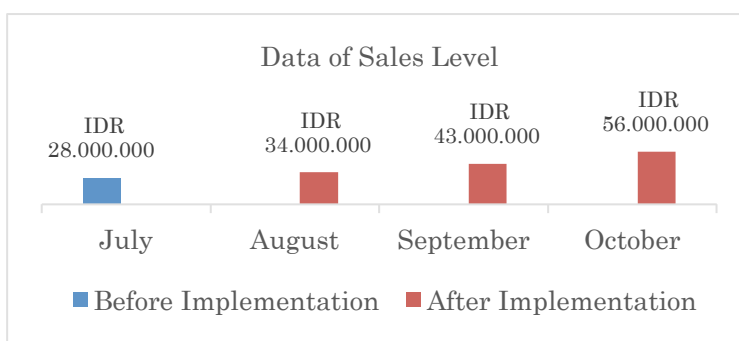 Data of Sales Level
IDR
28.000.000
IDR
34.000.000
IDR
43.000.000
IDR
56.000.000
July
August
September
October
Before Implementation
After Implementation